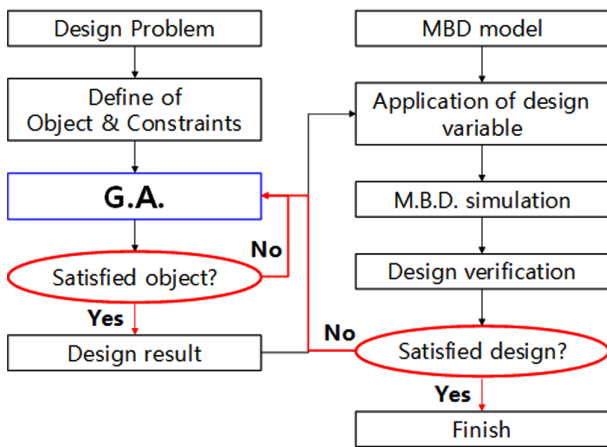 Design Problem
Define of
Object & Constraints
G.A.
No
Satisfied object?
Yes
Design result
MBD model
Application of design
variable
M.B.D. simulation
Design verification
No
Satisfied design?
Yes
Finish